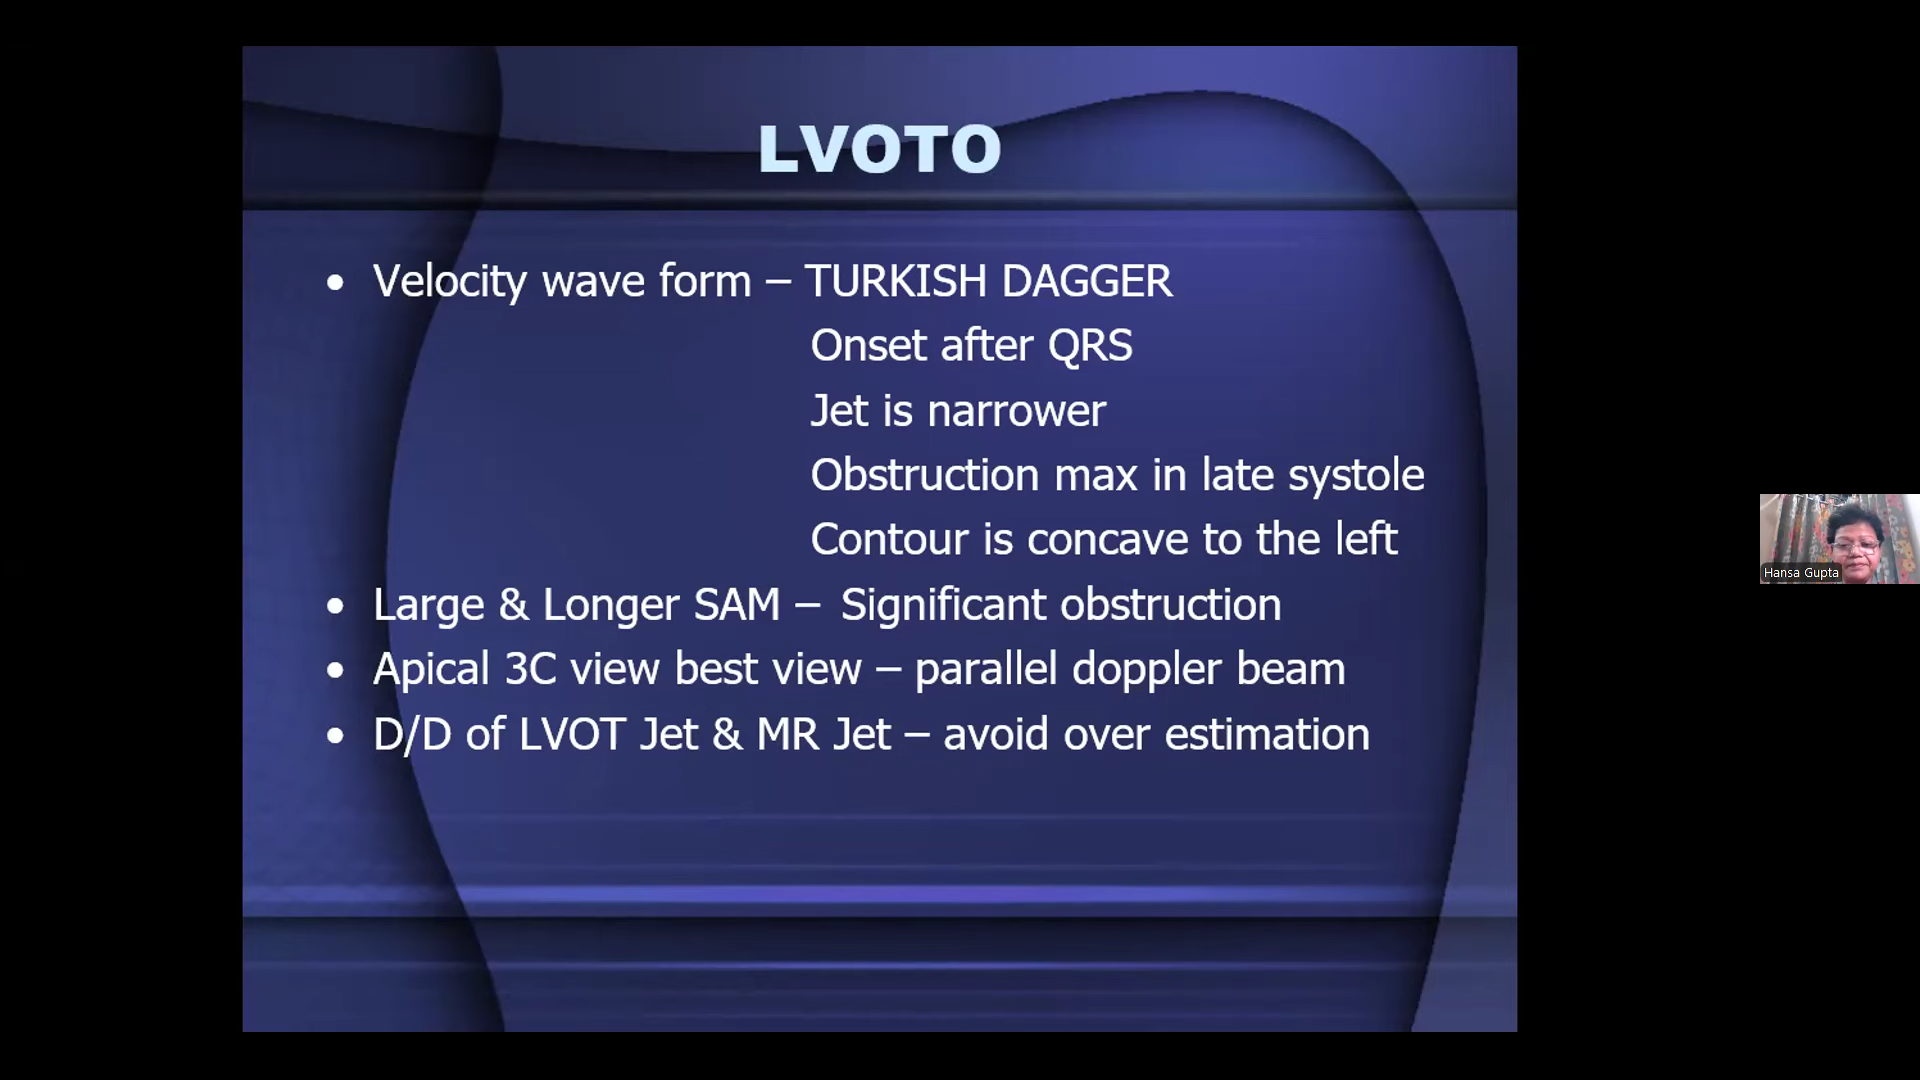 LVOTO
• Velocity wave form – TURKISH DAGGER
Onset after QRS
Jet is narrower
Obstruction max in late systole
Contour is concave to the left
• Large & Longer SAM – Significant obstruction
• Apical 3C view best view – parallel doppler beam
• D/D of LVOT Jet & MR Jet – avoid over estimation
Hansa Gupta